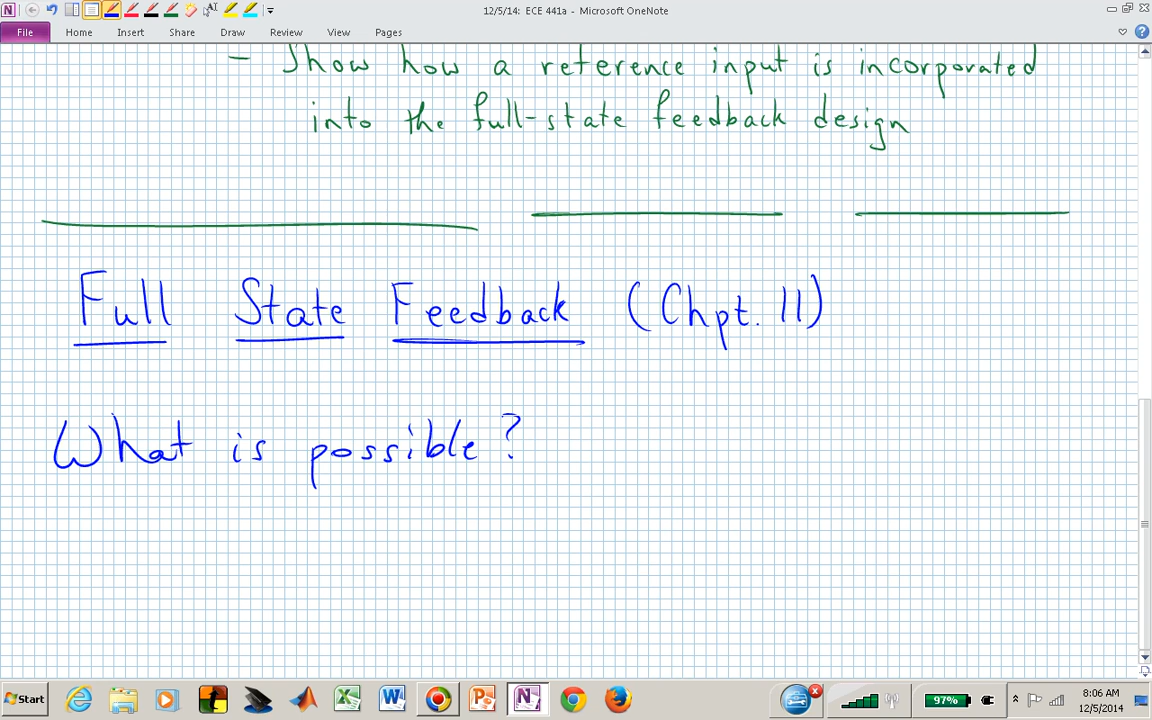 12/5/14: ECE 441a - Microsoft OneNote
File Home Insert Share Draw Review View Pages
- Show how a reference input is incorporated
into the full-state feedback design
Full State Feedback (Chpt. 11)
What is possible?
Start
97%
8:06 AM
12/5/2014